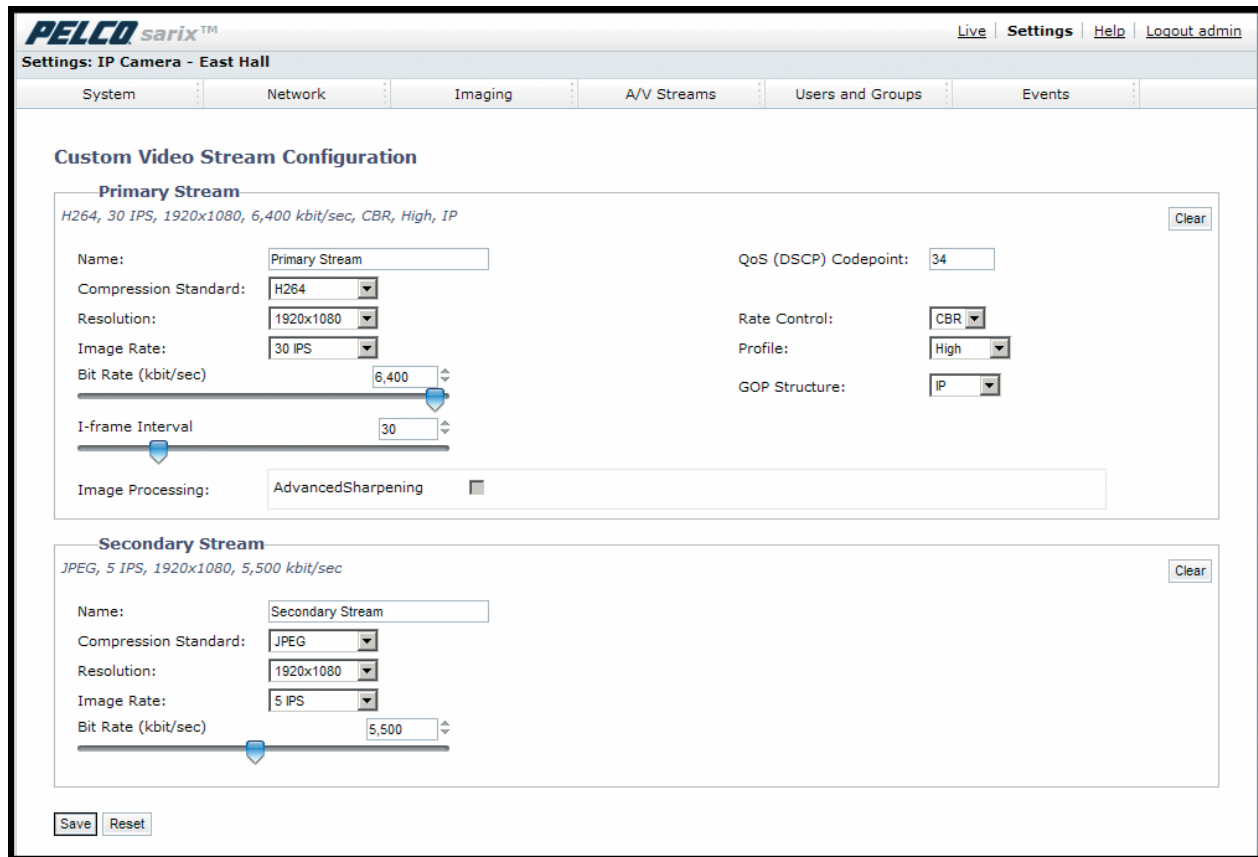 PELCO sarix™
Live Settings Help Logout admin
Settings: IP Camera - East Hall
System Network Imaging A/V Streams Users and Groups Events
Custom Video Stream Configuration
Primary Stream
H264, 30 IPS, 1920x1080, 6,400 kbit/sec, CBR, High, IP
Clear
Name: Primary Stream QoS (DSCP) Codepoint: 34
Compression Standard: H264
Resolution: 1920x1080 Rate Control: CBR
Image Rate: 30 IPS Profile: High
Bit Rate (kbit/sec) 6,400 GOP Structure: IP
I-frame Interval 30
Image Processing: AdvancedSharpening
Secondary Stream
JPEG, 5 IPS, 1920x1080, 5,500 kbit/sec
Clear
Name: Secondary Stream
Compression Standard: JPEG
Resolution: 1920x1080
Image Rate: 5 IPS
Bit Rate (kbit/sec) 5,500
Save Reset